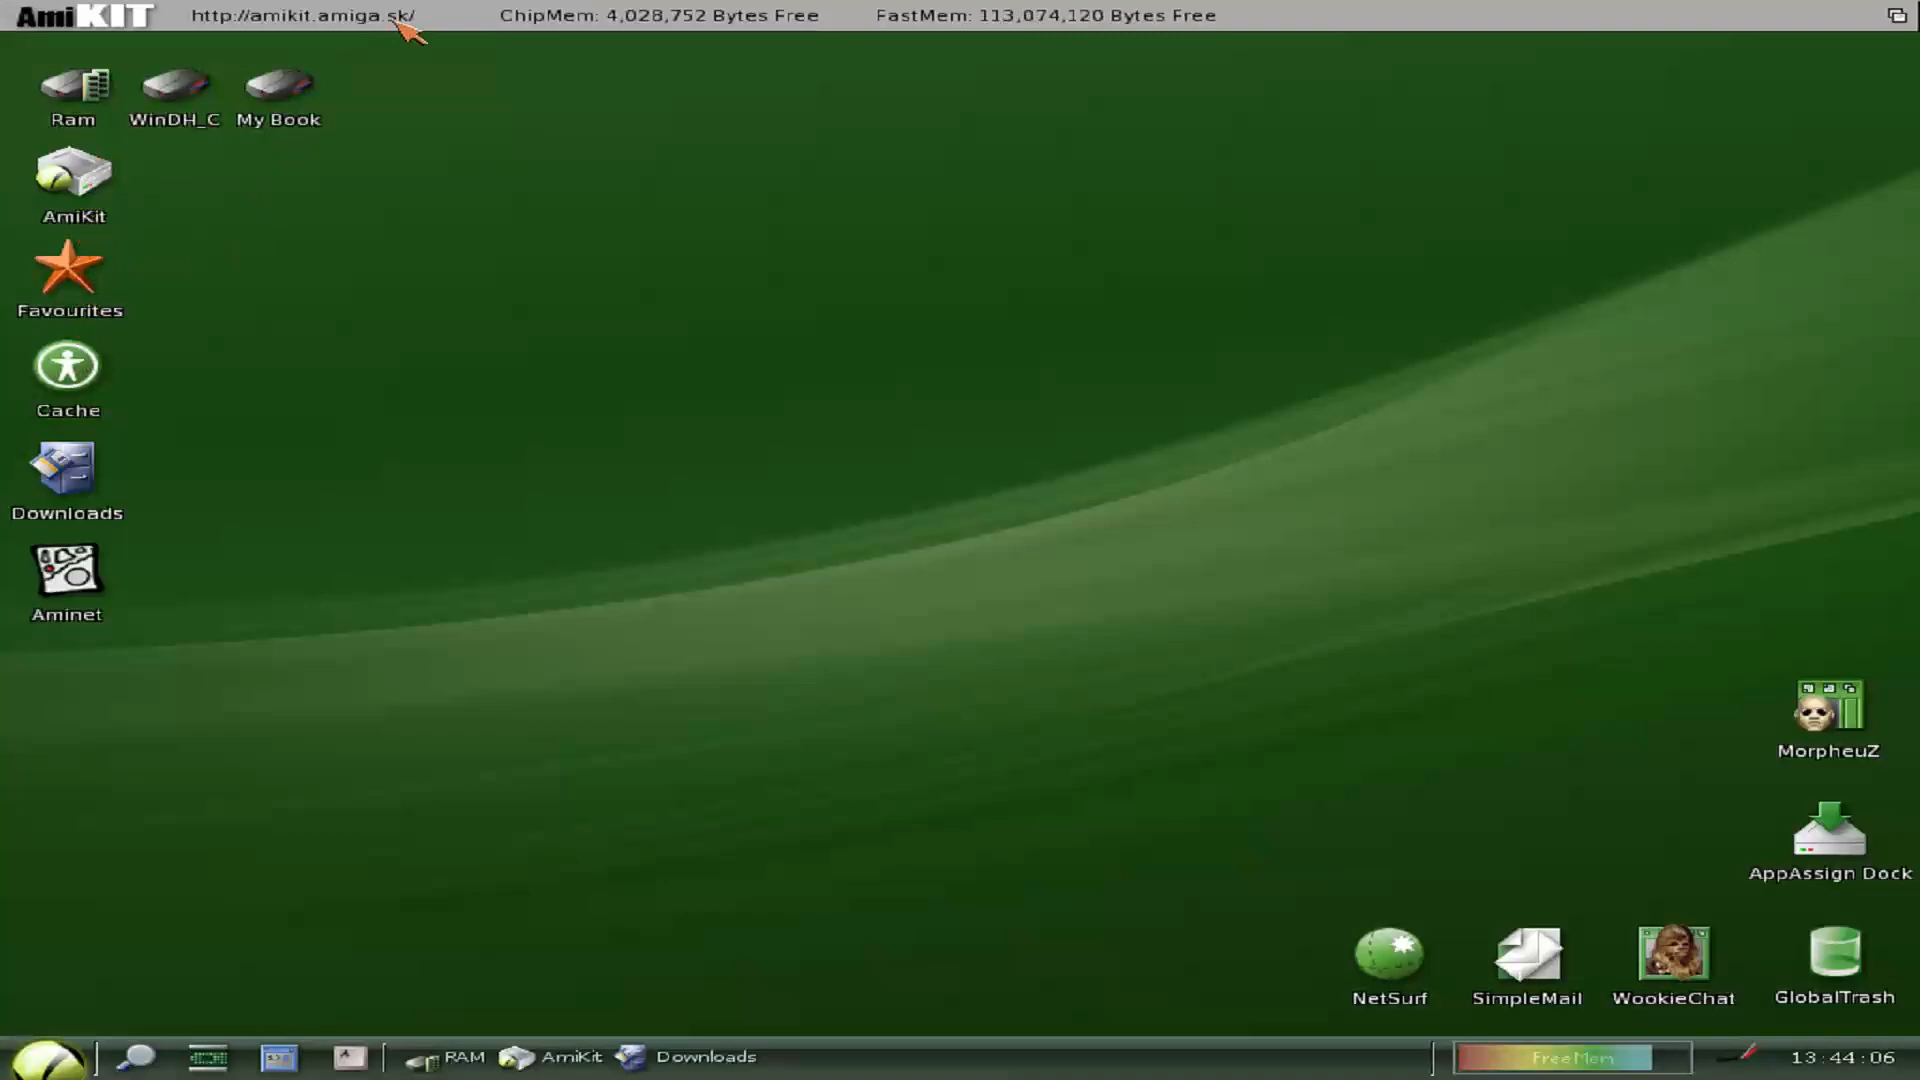 AmiKIT http://amikit.amiga.sk/ ChipMem: 4,028,752 Bytes Free FastMem: 113,074,120 Bytes Free
Ram WinDH_C My Book
AmiKit
Favourites
Cache
Downloads
Aminet
MorpheuZ
AppAssign Dock
NetSurf SimpleMail WookieChat GlobalTrash
RAM AmiKit Downloads FreeMem 13:44:06